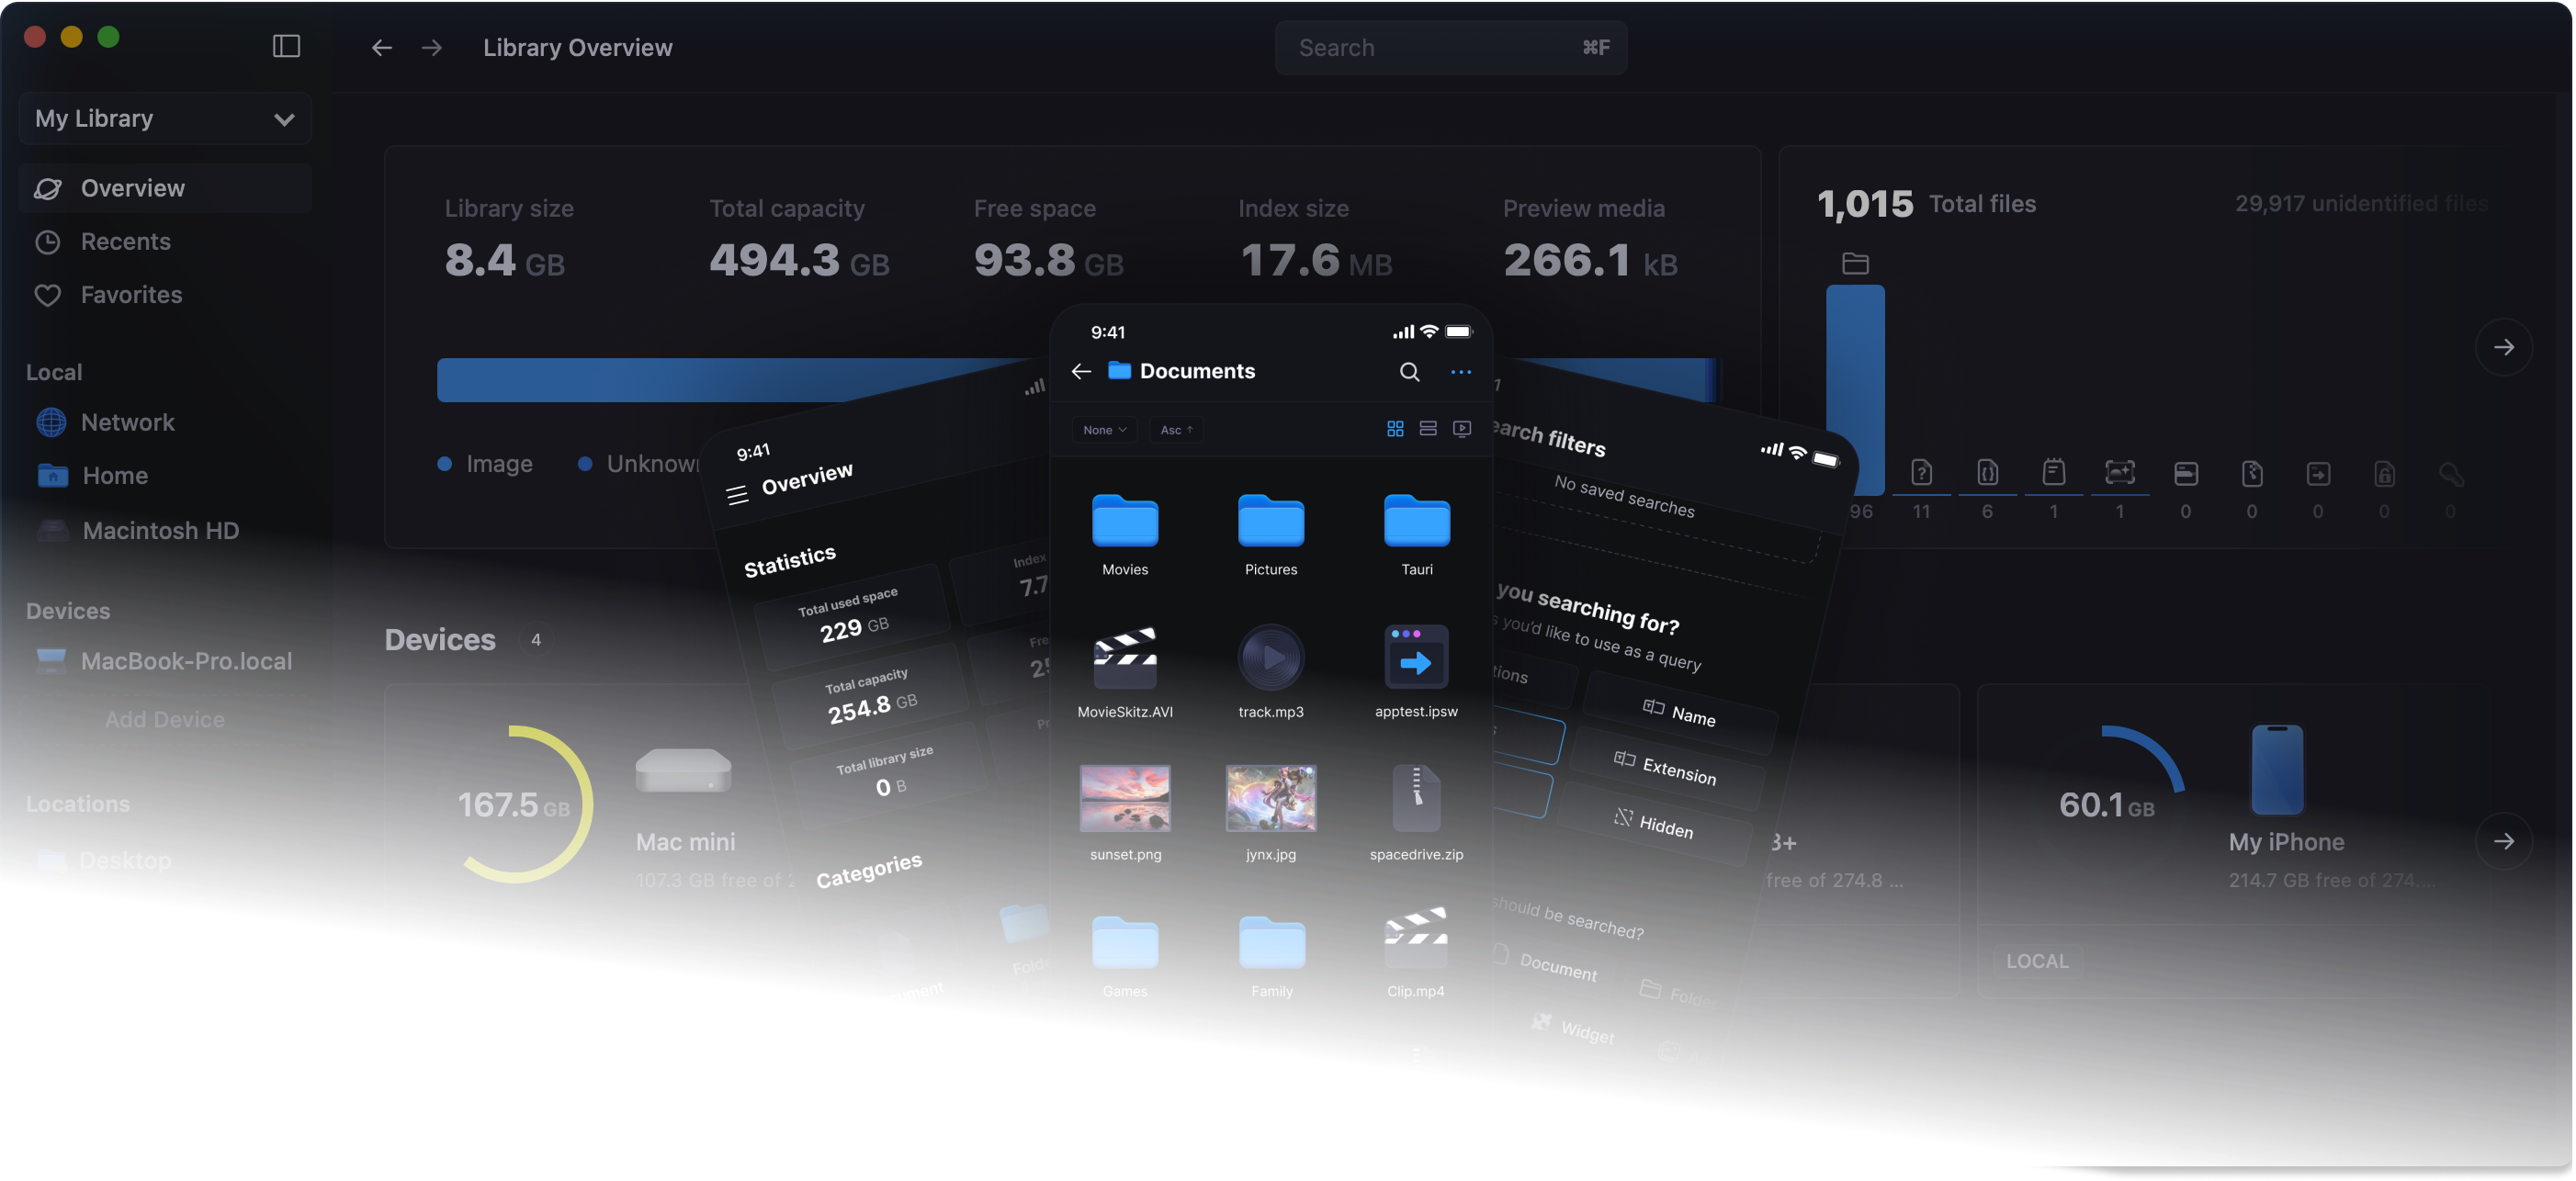 Library Overview
Search ⌘F
My Library
Overview
Recents
Favorites
Local
Network
Home
Macintosh HD
Devices
MacBook-Pro.local
Add Device
Locations
Desktop
Library size
8.4 GB
Total capacity
494.3 GB
Free space
93.8 GB
Index size
17.6 MB
Preview media
266.1 kB
Image
1,015 Total files
29,917 unidentified files
96 11 6 1 1 0 0 0 0 0
Devices 4
167.5 GB
Mac mini
107.3 GB free of
free of 274.8 ...
60.1 GB
My iPhone
214.7 GB free of 274....
LOCAL
9:41
Overview
Statistics
Total used space
229 GB
Index
7.7
Total capacity
254.8 GB
Total library size
0 B
Categories
9:41
Documents
None
Asc ↑
Movies
Pictures
Tauri
MovieSkitz.AVI
track.mp3
apptest.ipsw
sunset.png
jynx.jpg
spacedrive.zip
Games
Family
Clip.mp4
filters
No saved searches
you searching for?
you'd like to use as a query
Name
Extension
Hidden
should be searched?
Document
Folder
Widget